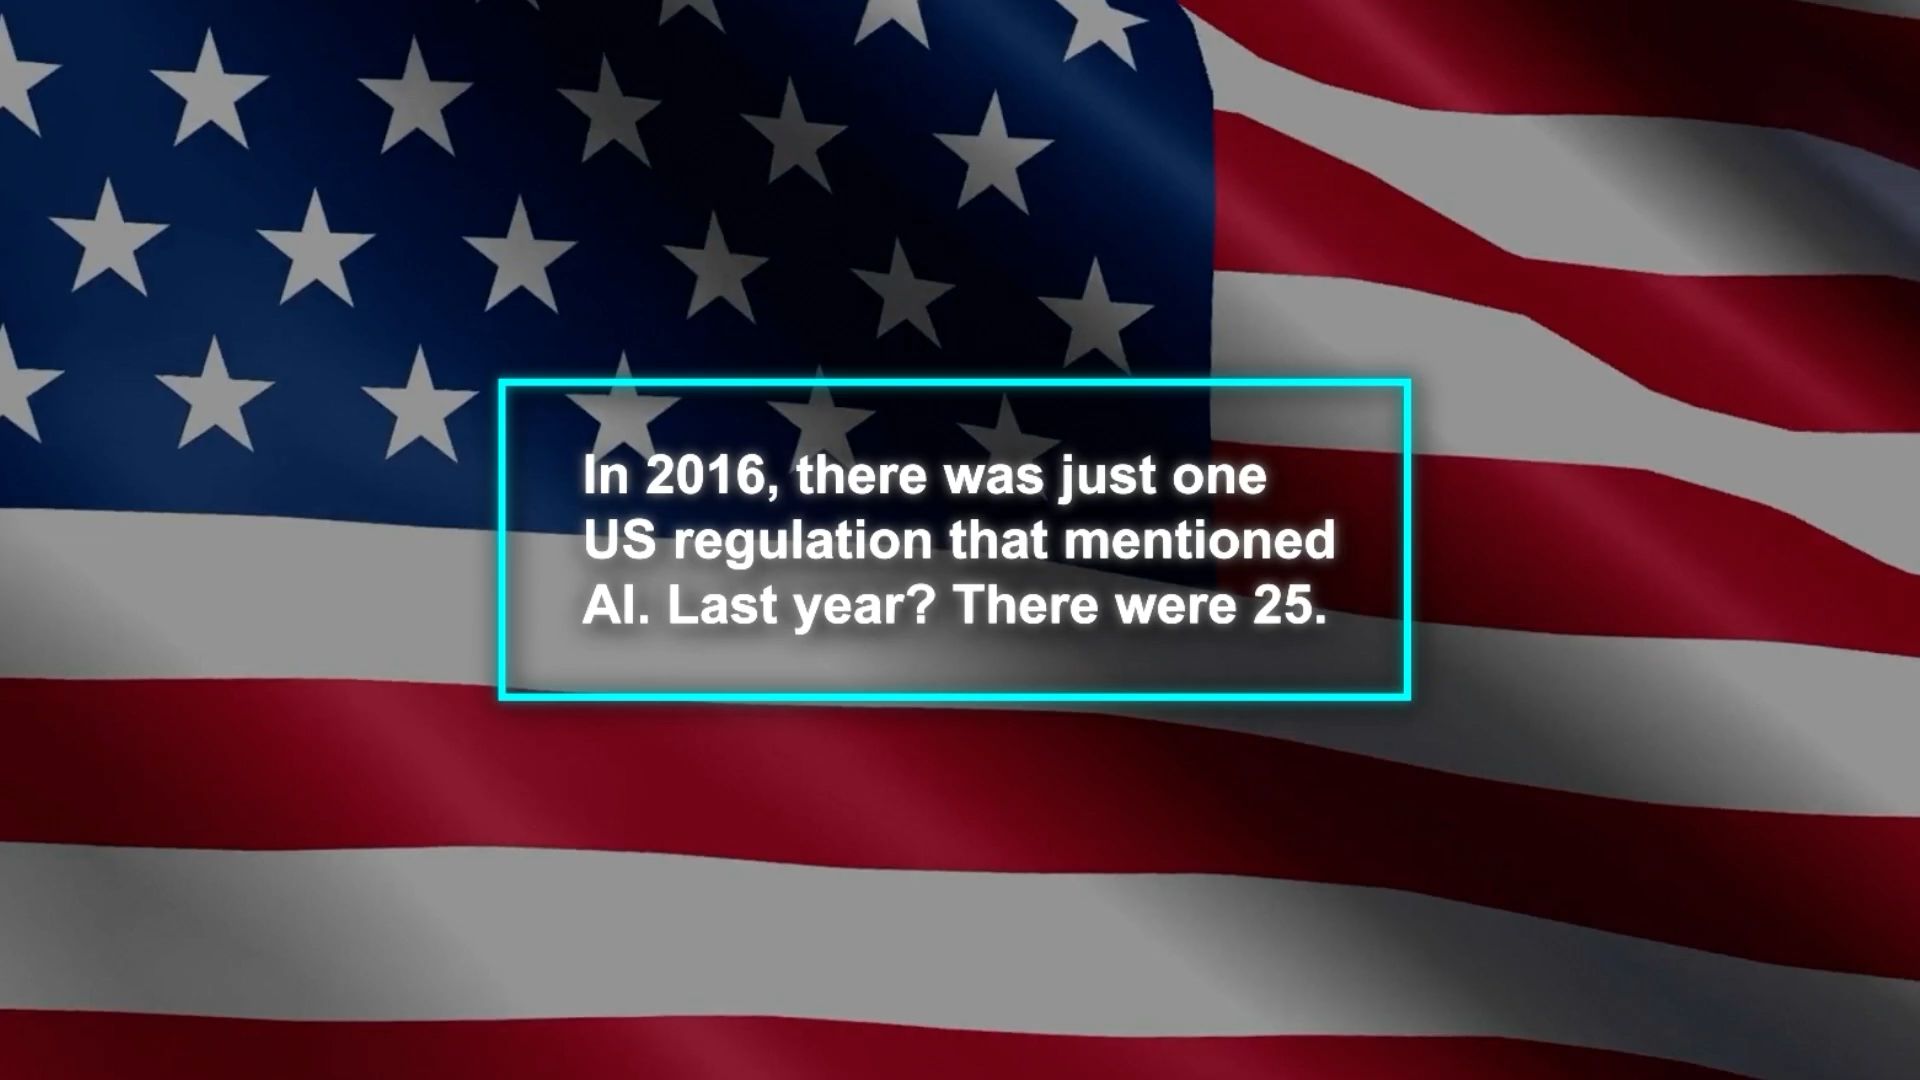 In 2016, there was just one
US regulation that mentioned
AI. Last year? There were 25.